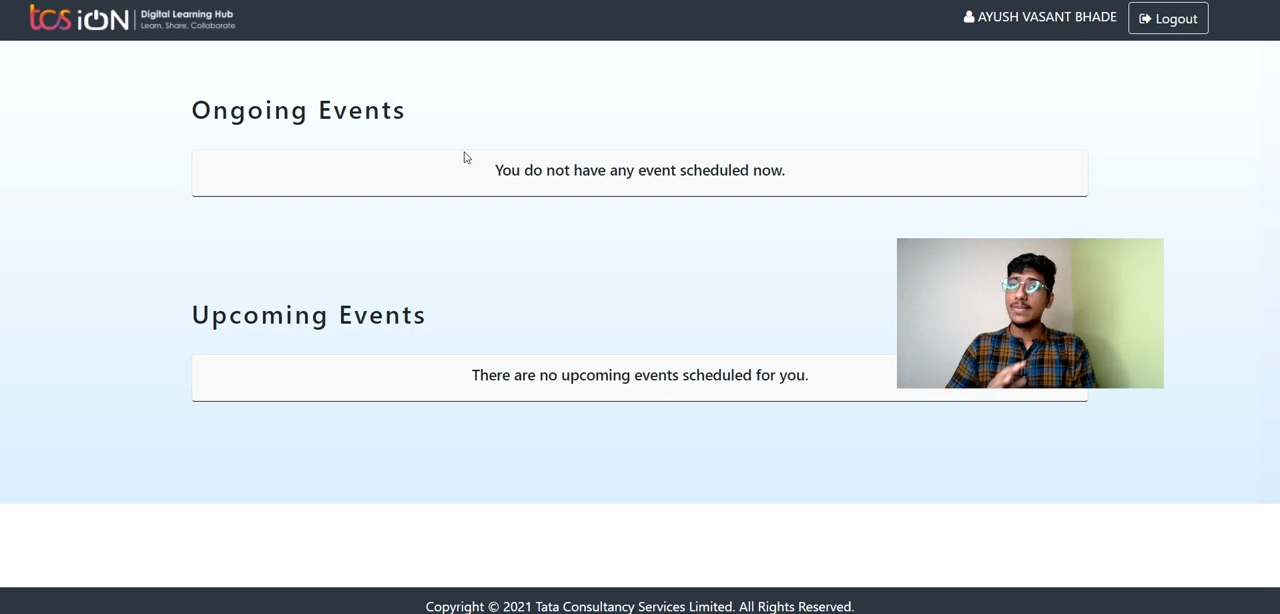 tcs iON | Digital Learning Hub
Learn, Share, Collaborate
AYUSH VASANT BHADE
Logout
Ongoing Events
You do not have any event scheduled now.
Upcoming Events
There are no upcoming events scheduled for you.
Copyright © 2021 Tata Consultancy Services Limited. All Rights Reserved.